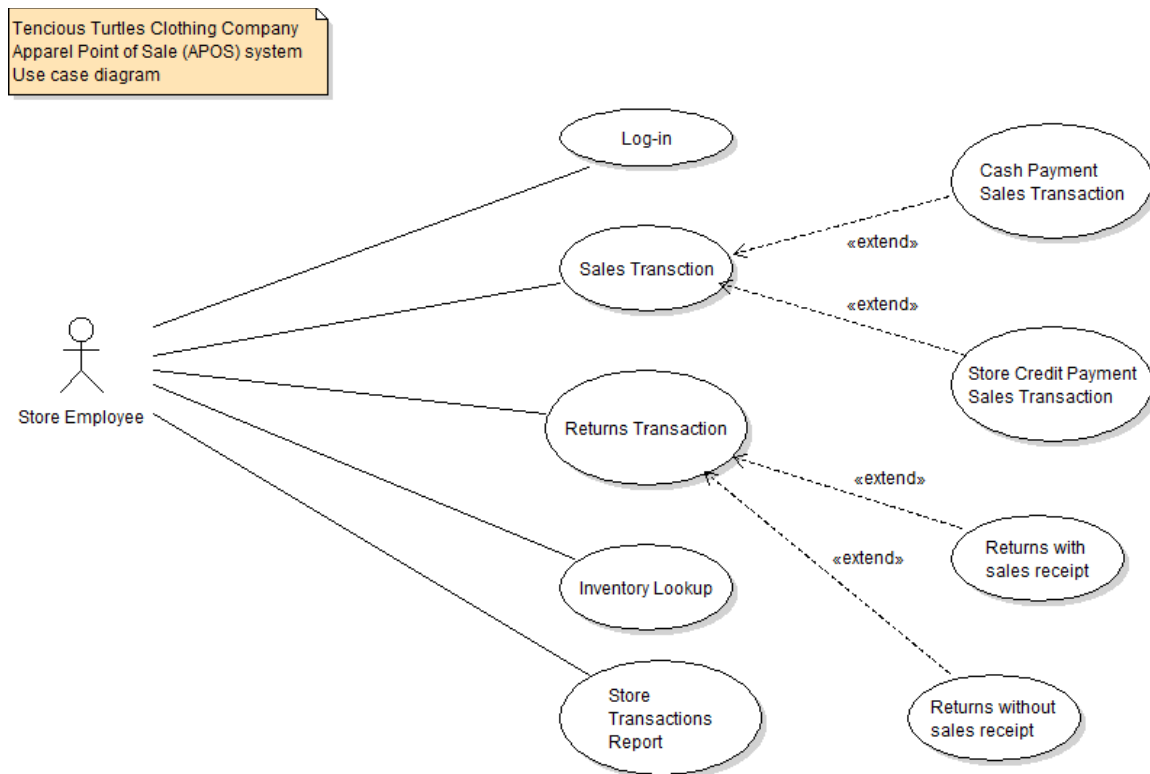 Tencious Turtles Clothing Company
Apparel Point of Sale (APOS) system
Use case diagram
Log-in
Cash Payment
Sales Transaction
«extend»
Sales Transction
«extend»
Store Credit Payment
Sales Transaction
Store Employee
Returns Transaction
«extend»
Returns with
sales receipt
«extend»
Inventory Lookup
Store
Transactions
Report
Returns without
sales receipt